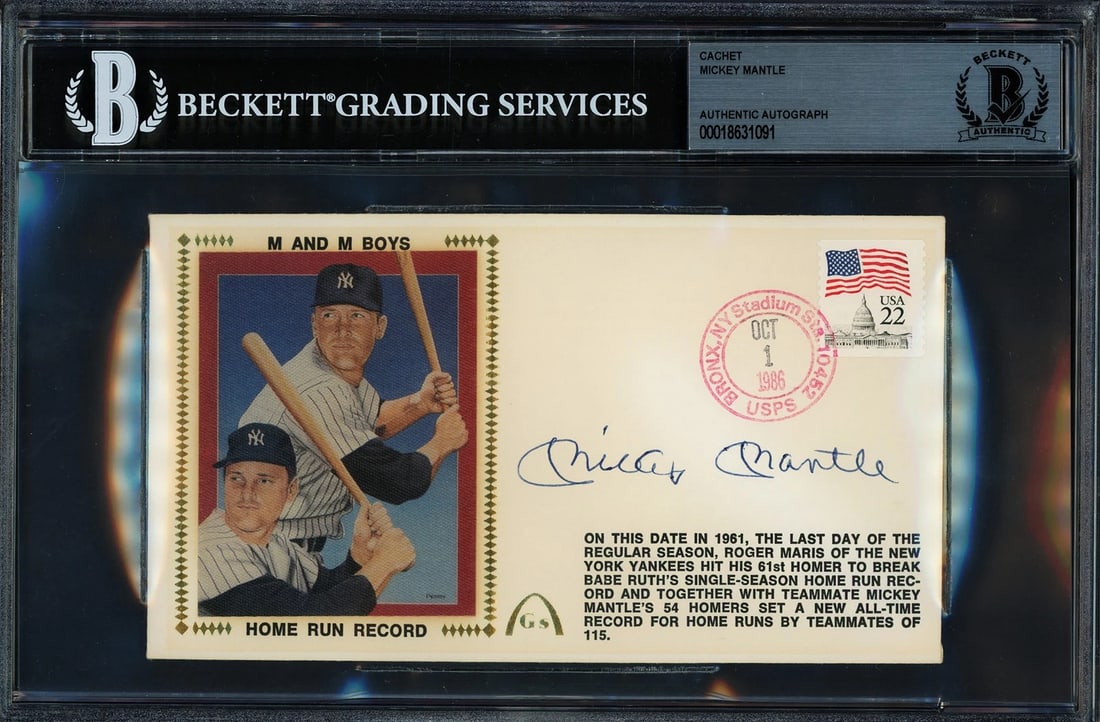 B BECKETT® GRADING SERVICES
CACHET
MICKEY MANTLE
AUTHENTIC AUTOGRAPH
00018631091
BECKETT
B
AUTHENTIC
M AND M BOYS
NY
NY
HOME RUN RECORD
Gs
USA
22
BRONX, NY Stadium Sta. 10452
OCT
1
1986
USPS
Mickey Mantle
ON THIS DATE IN 1961, THE LAST DAY OF THE
REGULAR SEASON, ROGER MARIS OF THE NEW
YORK YANKEES HIT HIS 61st HOMER TO BREAK
BABE RUTH'S SINGLE-SEASON HOME RUN REC-
ORD AND TOGETHER WITH TEAMMATE MICKEY
MANTLE'S 54 HOMERS SET A NEW ALL-TIME
RECORD FOR HOME RUNS BY TEAMMATES OF
115.